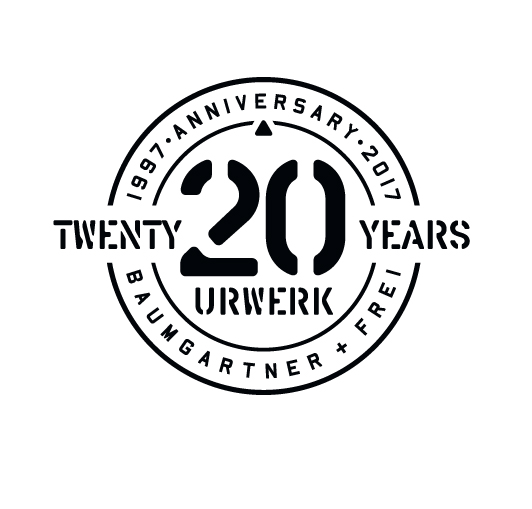 1997·ANNIVERSARY·2017
TWENTY 20 YEARS
URWERK
BAUMGARTNER + FREI